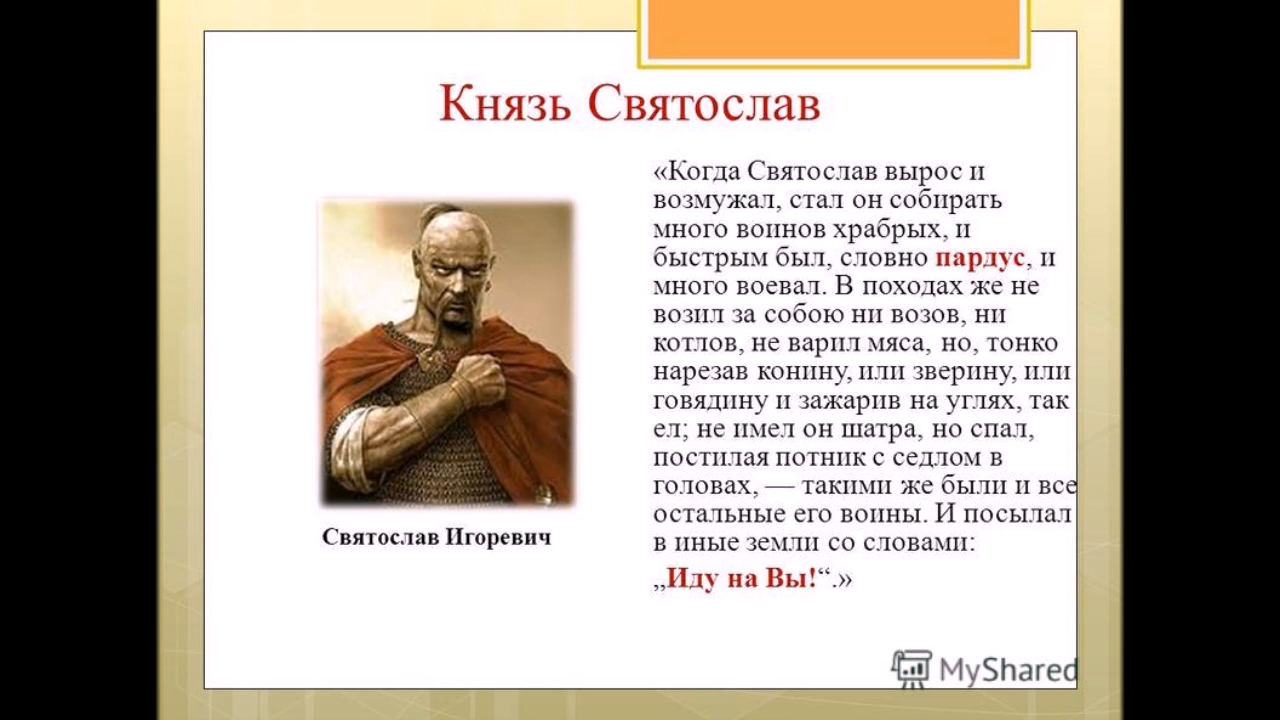 Князь Святослав
«Когда Святослав вырос и
возмужал, стал он собирать
много воинов храбрых, и
быстрым был, словно пардус, и
много воевал. В походах же не
возил за собою ни возов, ни
котлов, не варил мяса, но, тонко
нарезав конину, или зверину, или
говядину и зажарив на углях, так
ел; не имел он шатра, но спал,
постилая потник с седлом в
головах, — такими же были и все
остальные его воины. И посылал
в иные земли со словами:
„Иду на Вы!“.»
Святослав Игоревич
MyShared